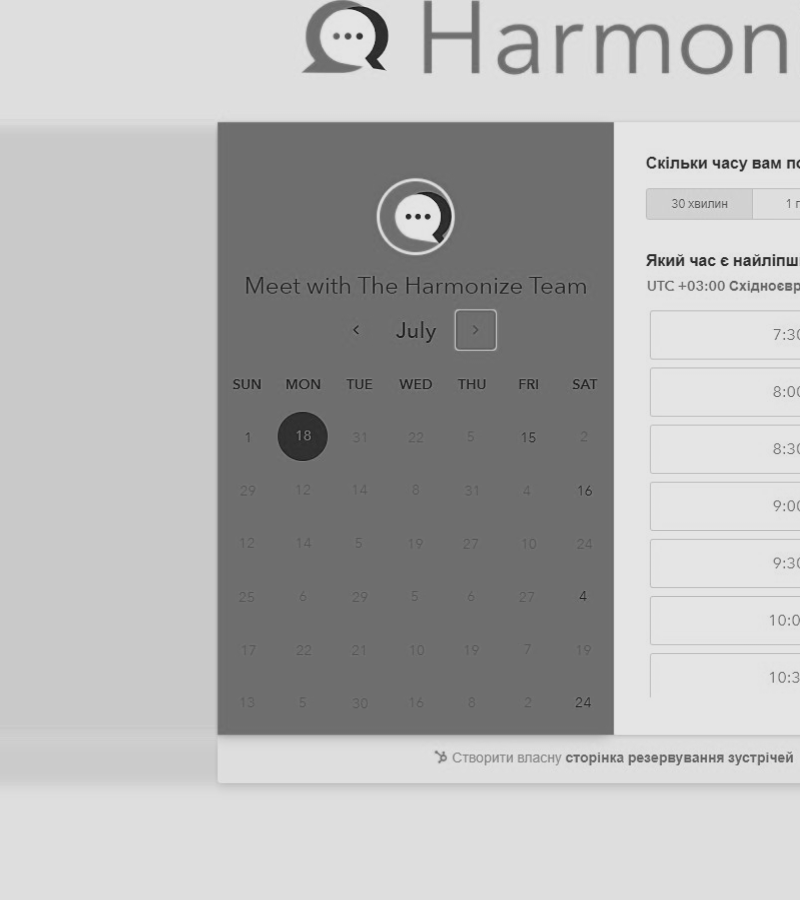 Harmon
Meet with The Harmonize Team
July
SUN MON TUE WED THU FRI SAT
1 18 31 22 5 15 2
29 12 14 8 31 4 16
12 14 5 19 27 10 24
25 6 29 5 6 27 4
17 22 21 10 19 7 19
13 5 30 16 8 2 24
Скільки часу вам по
30 хвилин 1 г
Який час є найліпш
UTC +03:00 Східноєвр
7:30
8:00
8:30
9:00
9:30
10:0
10:3
Створити власну сторінка резервування зустрічей